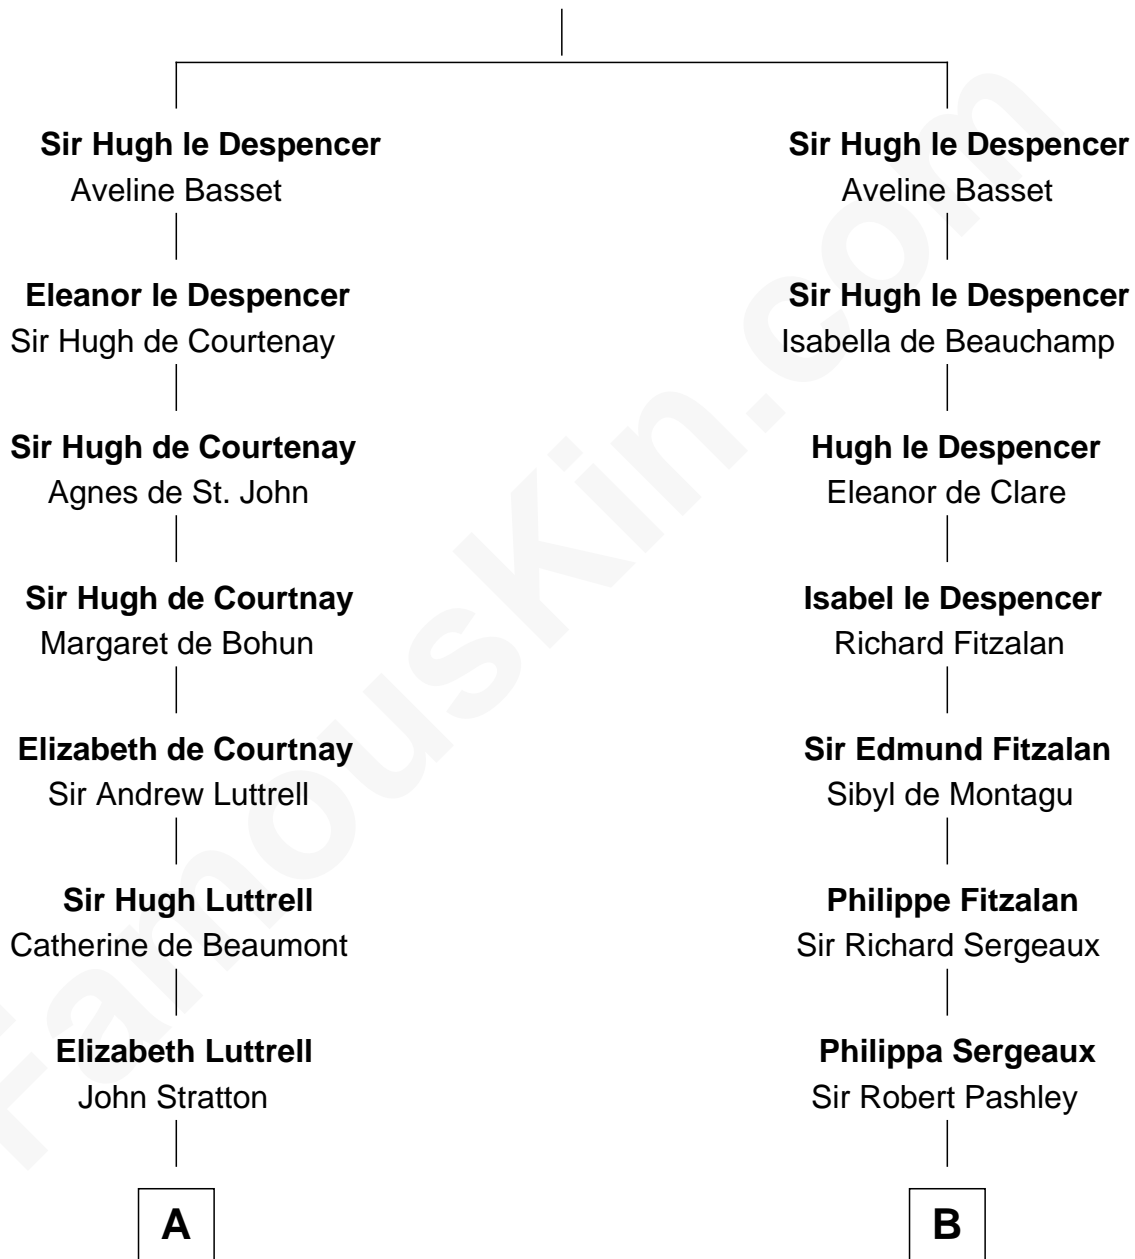 Sir Hugh le Despencer
Aveline Basset
Eleanor le Despencer
Sir Hugh de Courtenay
Sir Hugh de Courtenay
Agnes de St. John
Sir Hugh de Courtnay
Margaret de Bohun
Elizabeth de Courtnay
Sir Andrew Luttrell
Sir Hugh Luttrell
Catherine de Beaumont
Elizabeth Luttrell
John Stratton
A
Sir Hugh le Despencer
Aveline Basset
Sir Hugh le Despencer
Isabella de Beauchamp
Hugh le Despencer
Eleanor de Clare
Isabel le Despencer
Richard Fitzalan
Sir Edmund Fitzalan
Sibyl de Montagu
Philippe Fitzalan
Sir Richard Sergeaux
Philippa Sergeaux
Sir Robert Pashley
B
FamousKin.com